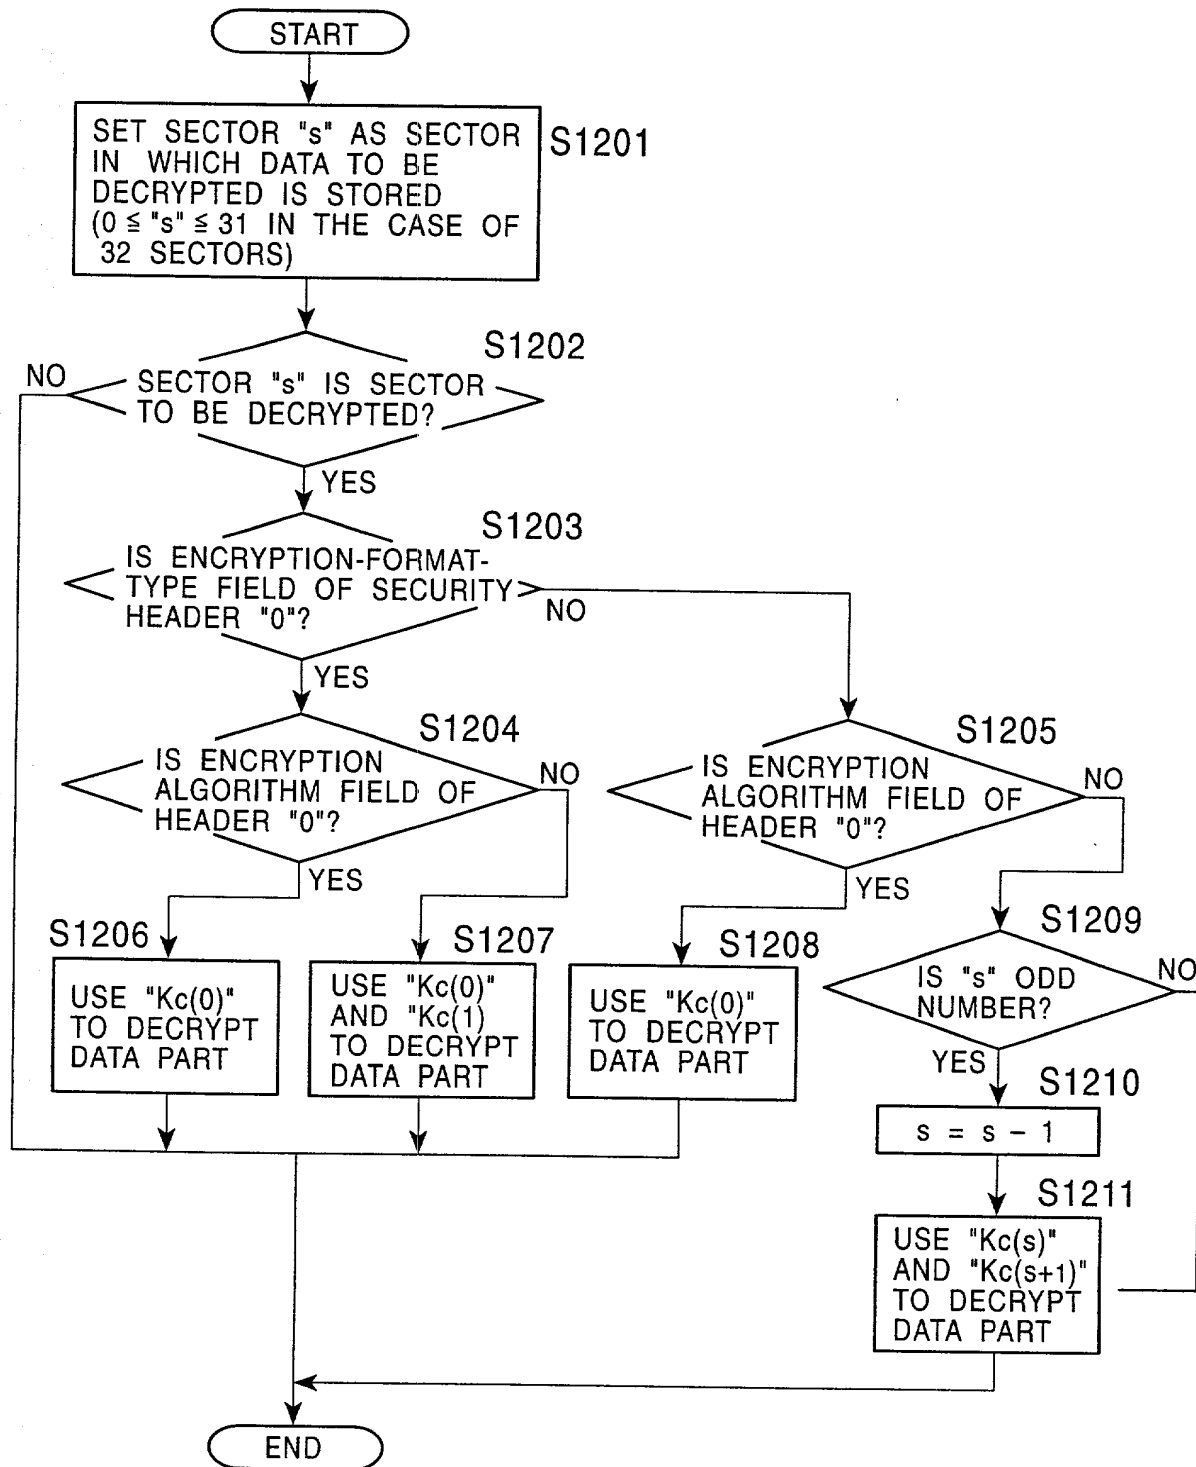 START
SET SECTOR "s" AS SECTOR
IN WHICH DATA TO BE
DECRYPTED IS STORED
(0 ≦ "s" ≦ 31 IN THE CASE OF
32 SECTORS)
S1201
S1202
NO
SECTOR "s" IS SECTOR
TO BE DECRYPTED?
YES
S1203
IS ENCRYPTION-FORMAT-
TYPE FIELD OF SECURITY
HEADER "0"?
NO
YES
S1204
IS ENCRYPTION
ALGORITHM FIELD OF
HEADER "0"?
NO
YES
S1205
IS ENCRYPTION
ALGORITHM FIELD OF
HEADER "0"?
NO
YES
S1206
USE "Kc(0)"
TO DECRYPT
DATA PART
S1207
USE "Kc(0)"
AND "Kc(1)
TO DECRYPT
DATA PART
S1208
USE "Kc(0)"
TO DECRYPT
DATA PART
S1209
IS "s" ODD
NUMBER?
NO
YES
S1210
s = s - 1
S1211
USE "Kc(s)"
AND "Kc(s+1)"
TO DECRYPT
DATA PART
END